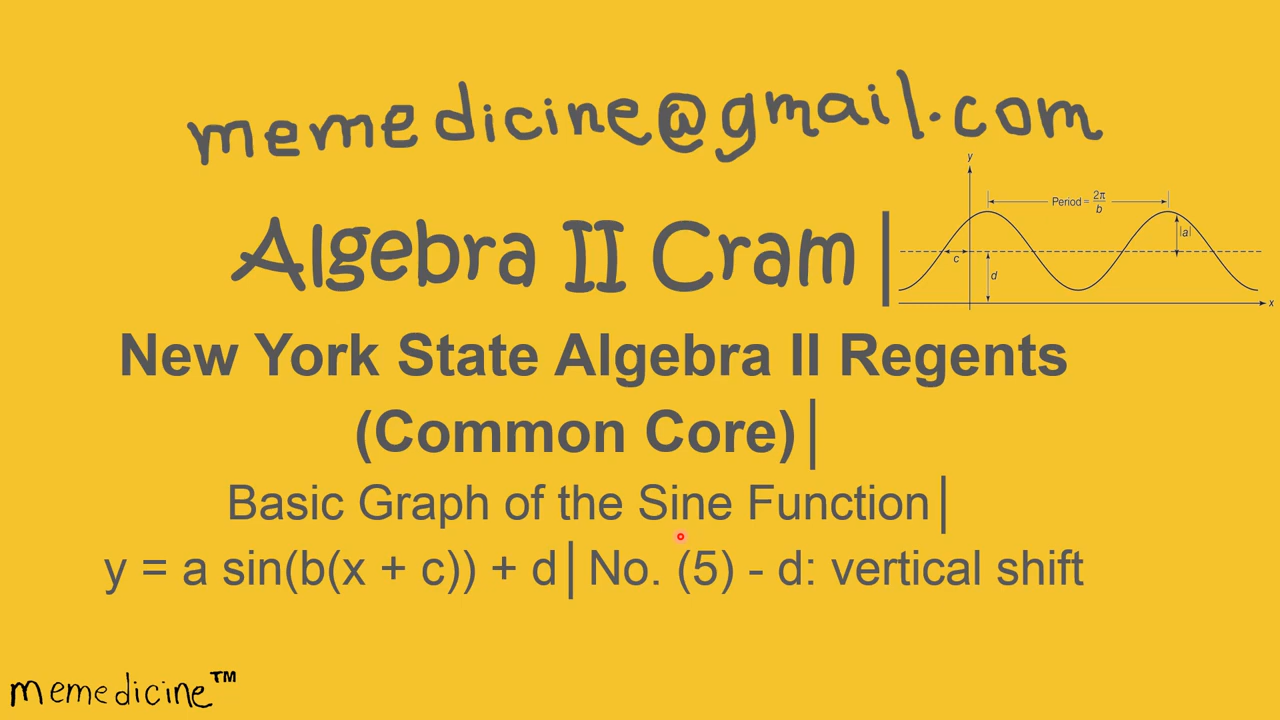 memedicine@gmail.com
Algebra II Cram|
y
Period = 2π/b
|a|
c
d
x
New York State Algebra II Regents
(Common Core)|
Basic Graph of the Sine Function|
y = a sin(b(x + c)) + d|No. (5) - d: vertical shift
memedicine™